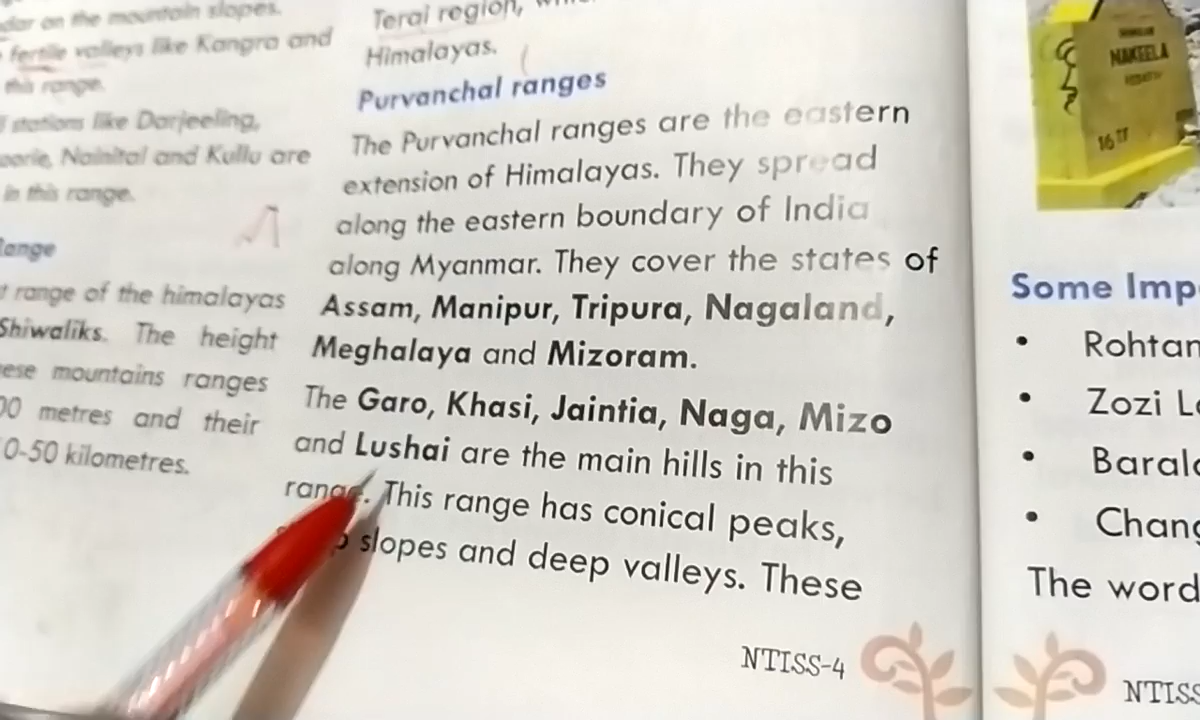 dar on the mountain slopes.
fertile valleys like Kangra and
this range.
stations like Darjeeling,
Nainital and Kullu are
in this range.
range of the himalayas
Shiwaliks. The height
mountains ranges
metres and their
0-50 kilometres.
Terai region,
Himalayas.
Purvanchal ranges
The Purvanchal ranges are the eastern
extension of Himalayas. They spread
along the eastern boundary of India
along Myanmar. They cover the states of
Assam, Manipur, Tripura, Nagaland,
Meghalaya and Mizoram.
The Garo, Khasi, Jaintia, Naga, Mizo
and Lushai are the main hills in this
range. This range has conical peaks,
slopes and deep valleys. These
NTISS-4
NAKEELA
16
Some Imp
• Rohtan
• Zozi L
• Barala
• Chang
The word
NTISS